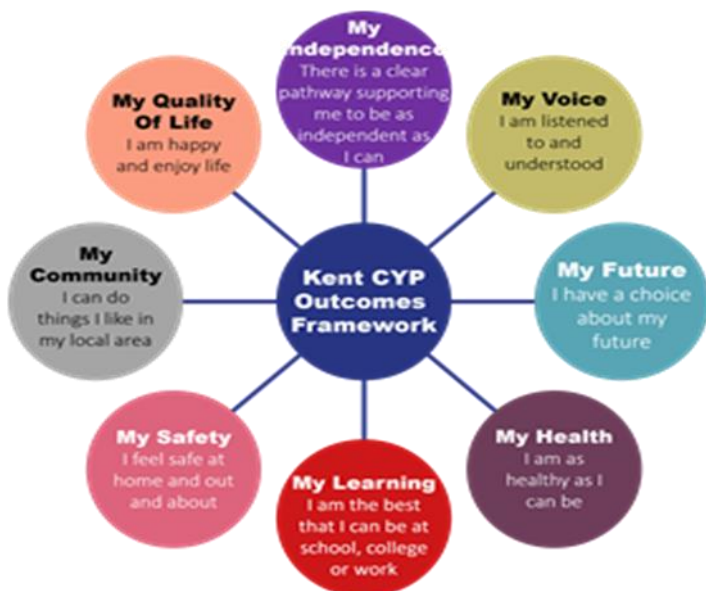 My
Independence
There is a clear
pathway supporting
me to be as
independent as
I can
My Voice
I am listened
to and
understood
My Future
I have a choice
about my
future
My Health
I am as
healthy as I
can be
My Learning
I am the best
that I can be at
school, college
or work
My Safety
I feel safe at
home and out
and about
My
Community
I can do
things I like in
my local area
My Quality
Of Life
I am happy
and enjoy life
Kent CYP
Outcomes
Framework